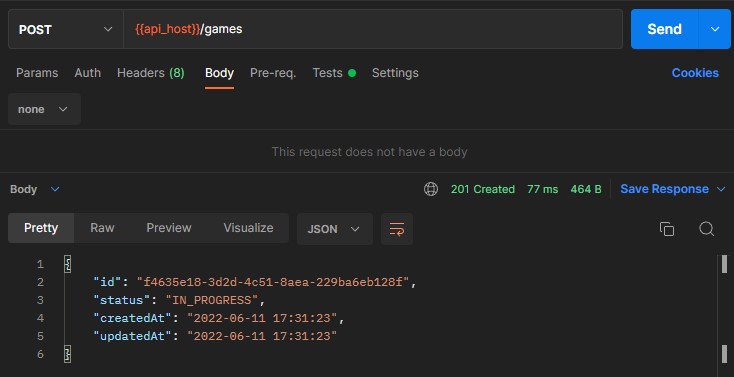 POST {{api_host}}/games Send
Params Auth Headers (8) Body Pre-req. Tests Settings Cookies
none
This request does not have a body
Body 201 Created 77 ms 464 B Save Response
Pretty Raw Preview Visualize JSON
1 {
2 "id": "f4635e18-3d2d-4c51-8aea-229ba6eb128f",
3 "status": "IN_PROGRESS",
4 "createdAt": "2022-06-11 17:31:23",
5 "updatedAt": "2022-06-11 17:31:23"
6 }